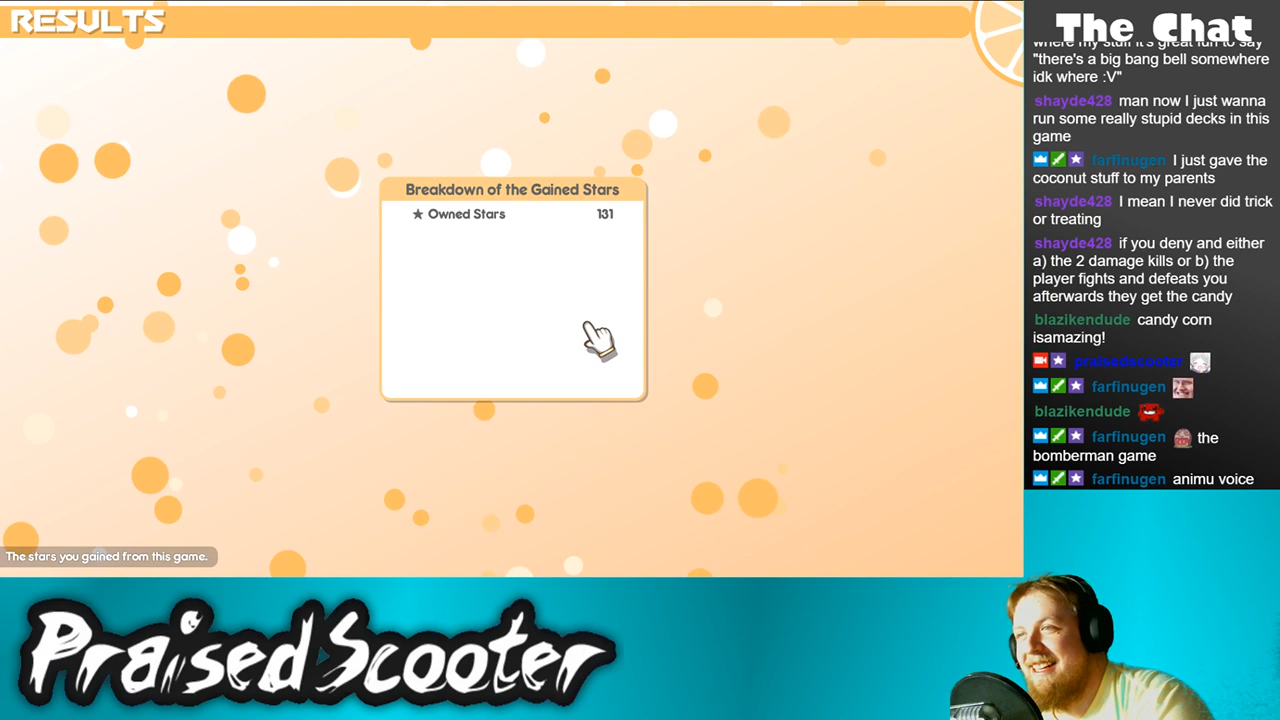 RESULTS
Breakdown of the Gained Stars
★ Owned Stars 131
The stars you gained from this game.
PraisedScooter
The Chat
where my stuff it's great fun to say
"there's a big bang bell somewhere
idk where :V"
shayde428 man now I just wanna
run some really stupid decks in this
game
farfinugen I just gave the
coconut stuff to my parents
shayde428 I mean I never did trick
or treating
shayde428 if you deny and either
a) the 2 damage kills or b) the
player fights and defeats you
afterwards they get the candy
blazikendude candy corn
isamazing!
praisedscooter
farfinugen
blazikendude
farfinugen the
bomberman game
farfinugen animu voice